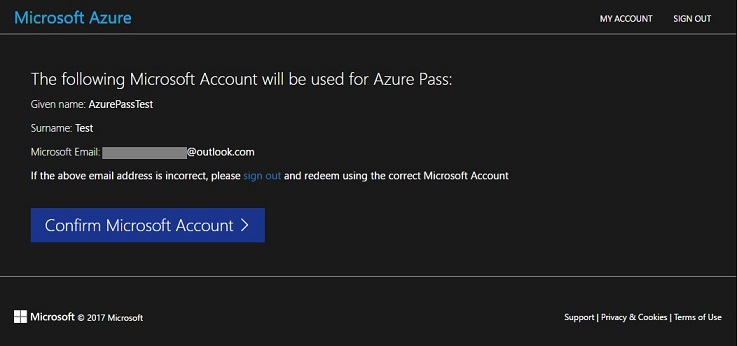 Microsoft Azure
MY ACCOUNT SIGN OUT
The following Microsoft Account will be used for Azure Pass:
Given name: AzurePassTest
Surname: Test
Microsoft Email: @outlook.com
If the above email address is incorrect, please sign out and redeem using the correct Microsoft Account
Confirm Microsoft Account >
Microsoft © 2017 Microsoft
Support | Privacy & Cookies | Terms of Use